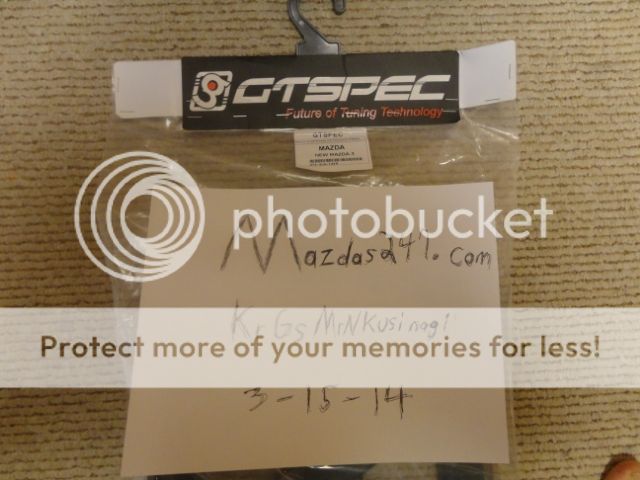 GTSPEC
Future of Tuning Technology
GTSPEC
MAZDA
NEW MAZDA 3
photobucket
Mazdas247.com
Protect more of your memories for less!
3-15-14